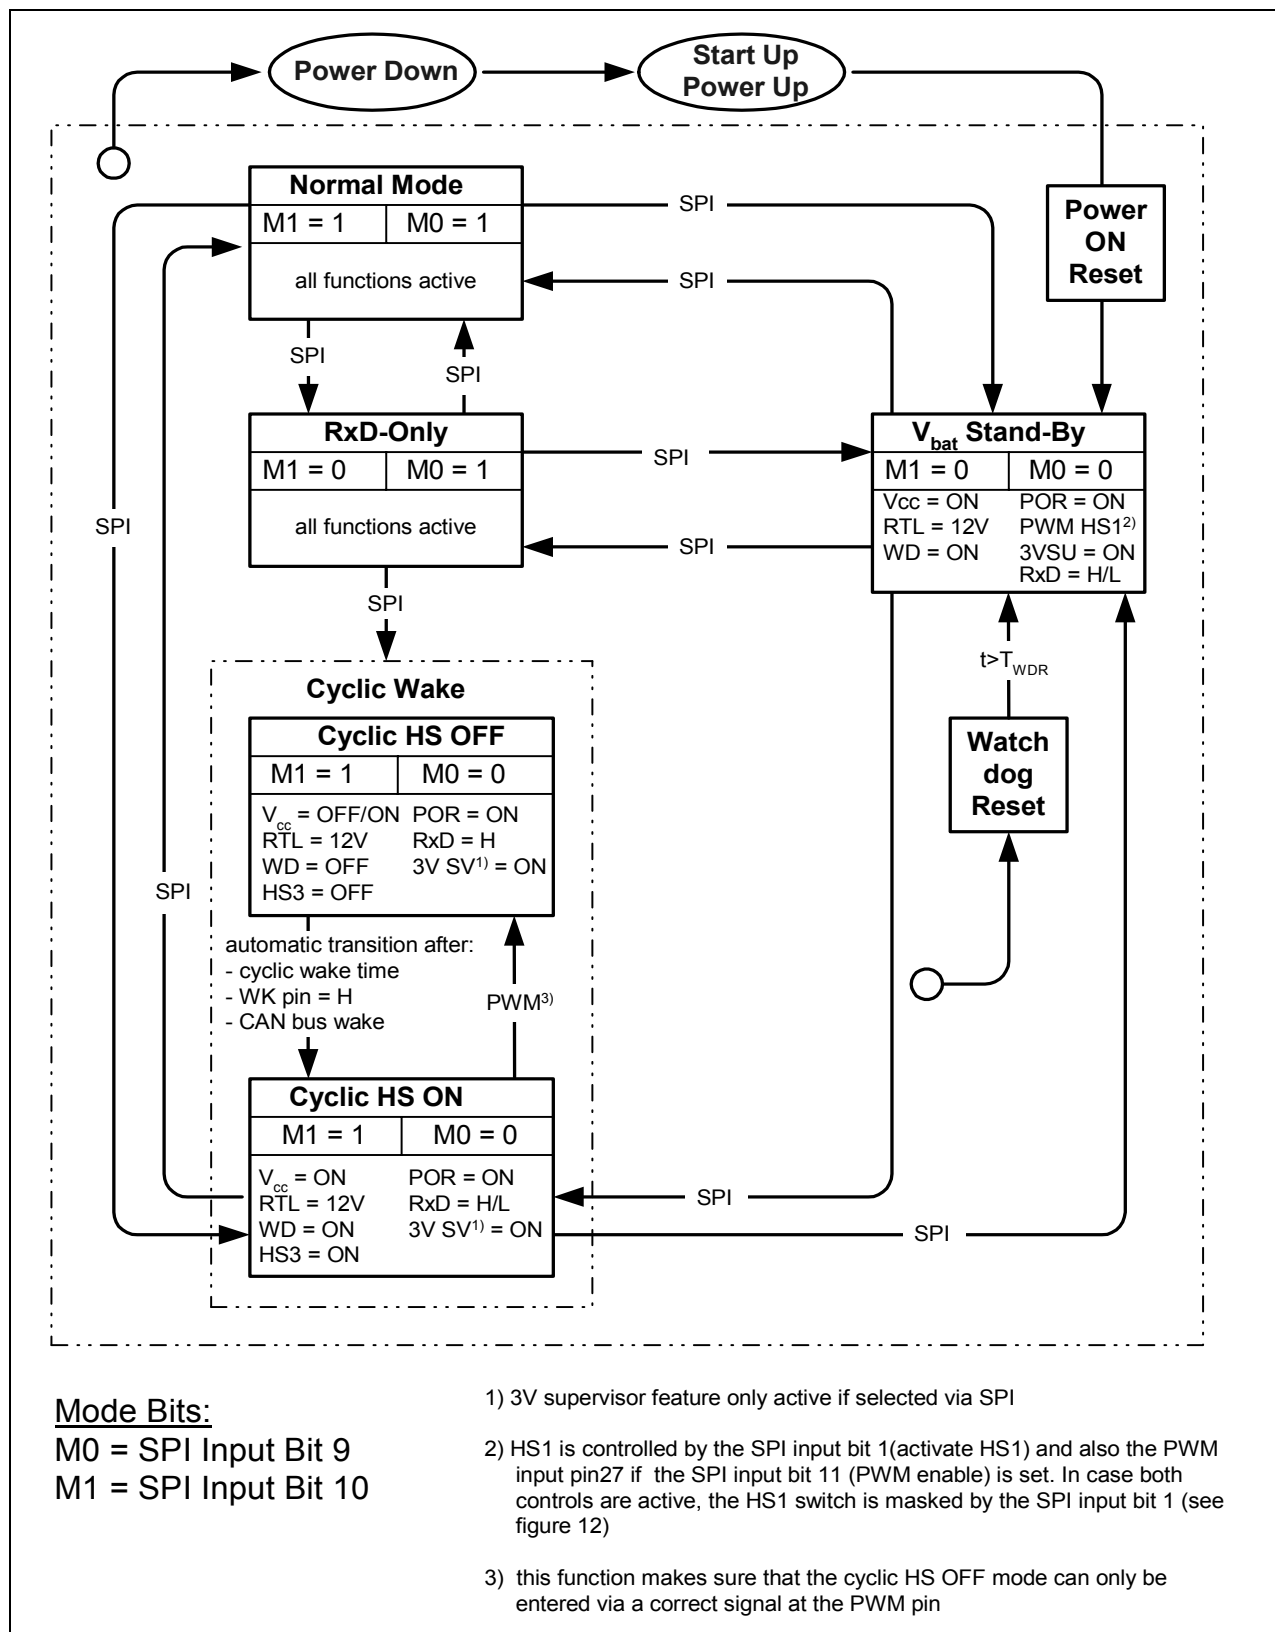 Power Down
Start Up
Power Up
Normal Mode
M1 = 1 M0 = 1
all functions active
SPI
SPI
Power
ON
Reset
SPI
SPI
RxD-Only
M1 = 0 M0 = 1
all functions active
SPI
SPI
Vbat Stand-By
M1 = 0 M0 = 0
Vcc = ON POR = ON
RTL = 12V PWM HS12)
WD = ON 3VSU = ON
RxD = H/L
SPI
SPI
t>TWDR
Watch
dog
Reset
Cyclic Wake
Cyclic HS OFF
M1 = 1 M0 = 0
Vcc = OFF/ON POR = ON
RTL = 12V RxD = H
WD = OFF 3V SV1) = ON
HS3 = OFF
SPI
automatic transition after:
- cyclic wake time
- WK pin = H
- CAN bus wake
PWM3)
Cyclic HS ON
M1 = 1 M0 = 0
Vcc = ON POR = ON
RTL = 12V RxD = H/L
WD = ON 3V SV1) = ON
HS3 = ON
SPI
SPI
Mode Bits:
M0 = SPI Input Bit 9
M1 = SPI Input Bit 10
1) 3V supervisor feature only active if selected via SPI
2) HS1 is controlled by the SPI input bit 1(activate HS1) and also the PWM
input pin27 if the SPI input bit 11 (PWM enable) is set. In case both
controls are active, the HS1 switch is masked by the SPI input bit 1 (see
figure 12)
3) this function makes sure that the cyclic HS OFF mode can only be
entered via a correct signal at the PWM pin